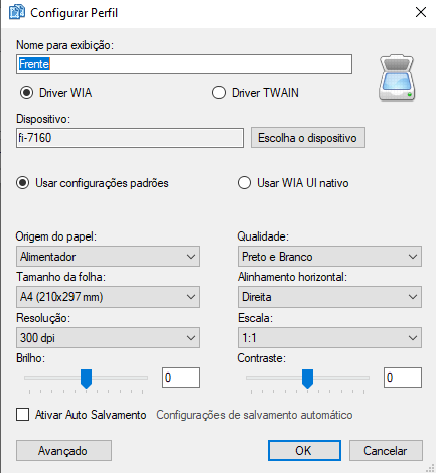 Configurar Perfil
Nome para exibição:
Frente
Driver WIA
Driver TWAIN
Dispositivo:
fi-7160
Escolha o dispositivo
Usar configurações padrões
Usar WIA UI nativo
Origem do papel:
Qualidade:
Alimentador
Preto e Branco
Tamanho da folha:
Alinhamento horizontal:
A4 (210x297 mm)
Direita
Resolução:
Escala:
300 dpi
1:1
Brilho:
Contraste:
0
0
Ativar Auto Salvamento
Configurações de salvamento automático
Avançado
OK
Cancelar